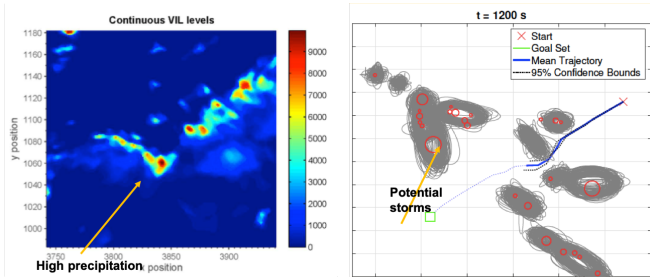 Continuous VIL levels
1180
1160
1140
1120
1100
1080
1060
1040
1020
1000
y position
3750
3800
3850
3900
x position
9000
8000
7000
6000
5000
4000
3000
2000
1000
0
High precipitation
t = 1200 s
Start
Goal Set
Mean Trajectory
95% Confidence Bounds
Potential
storms